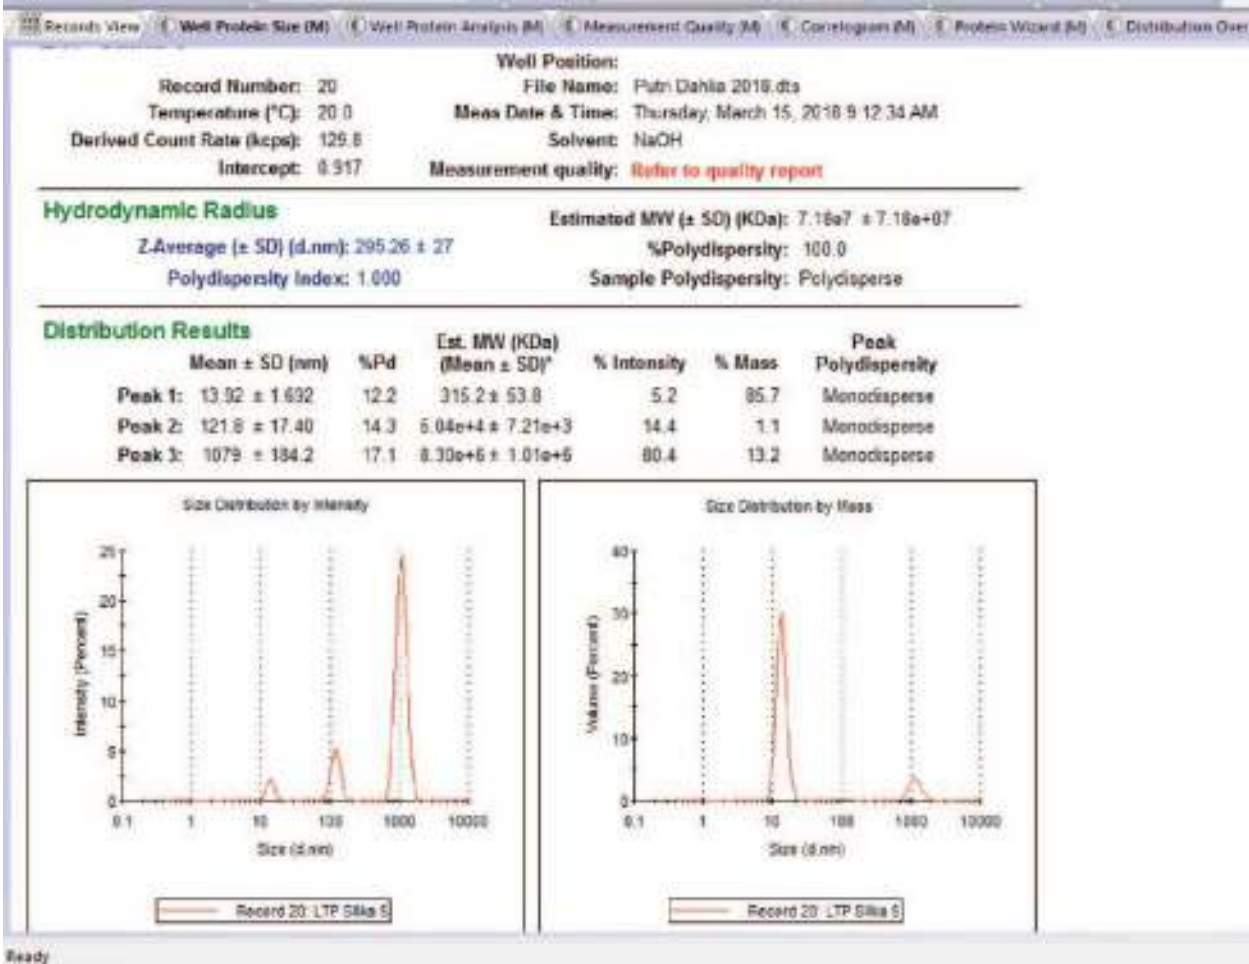 Records View Well Protein Size (M) Well Protein Analysis (M) Measurement Quality (M) Correlogram (M) Protein Wizard (M) Distribution Over
Well Position:
Record Number: 20 File Name: Putri Dahlia 2018.dts
Temperature (°C): 20.0 Meas Date & Time: Thursday, March 15, 2018 9:12:34 AM
Derived Count Rate (kcps): 129.8 Solvent: NaOH
Intercept: 0.917 Measurement quality: Refer to quality report
Hydrodynamic Radius
Estimated MW (± SD) (KDa): 7.18e7 ± 7.18e+07
Z-Average (± SD) (d.nm): 295.26 ± 27 %Polydispersity: 100.0
Polydispersity Index: 1.000 Sample Polydispersity: Polydisperse
Distribution Results
Mean ± SD (nm) %Pd Est. MW (KDa) (Mean ± SD)* % Intensity % Mass Peak Polydispersity
Peak 1: 13.92 ± 1.692 12.2 315.2 ± 53.8 5.2 85.7 Monodisperse
Peak 2: 121.8 ± 17.40 14.3 5.04e+4 ± 7.21e+3 14.4 1.1 Monodisperse
Peak 3: 1079 ± 184.2 17.1 8.30e+6 ± 1.01e+6 80.4 13.2 Monodisperse
Size Distribution by Intensity
Intensity (Percent)
25
20
15
10
5
0
0.1 1 10 100 1000 10000
Size (d.nm)
Record 20: LTP Silika S
Size Distribution by Mass
Volume (Percent)
40
30
20
10
0
0.1 1 10 100 1000 10000
Size (d.nm)
Record 20: LTP Silika S
Ready